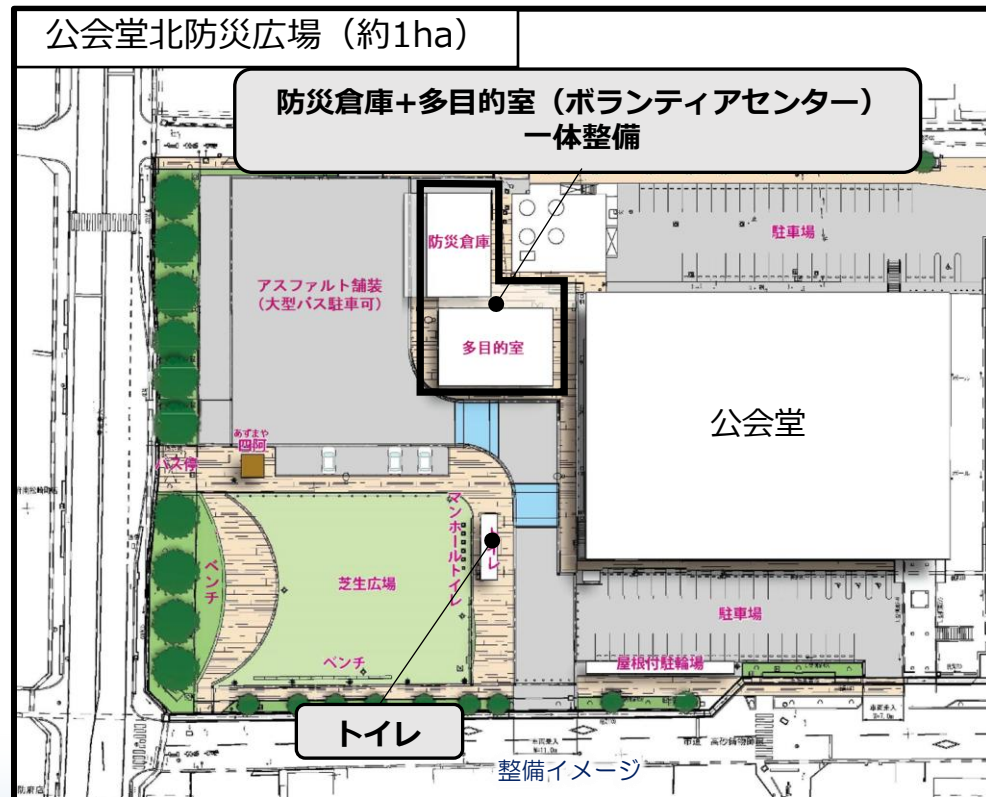 公会堂北防災広場（約1ha）
防災倉庫+多目的室（ボランティアセンター）
一体整備
防災倉庫
駐車場
アスファルト舗装
（大型バス駐車可）
多目的室
公会堂
あずまや
四阿
バス停
マンホールトイレ
トイレ
ベンチ
芝生広場
駐車場
ベンチ
屋根付駐輪場
トイレ
整備イメージ